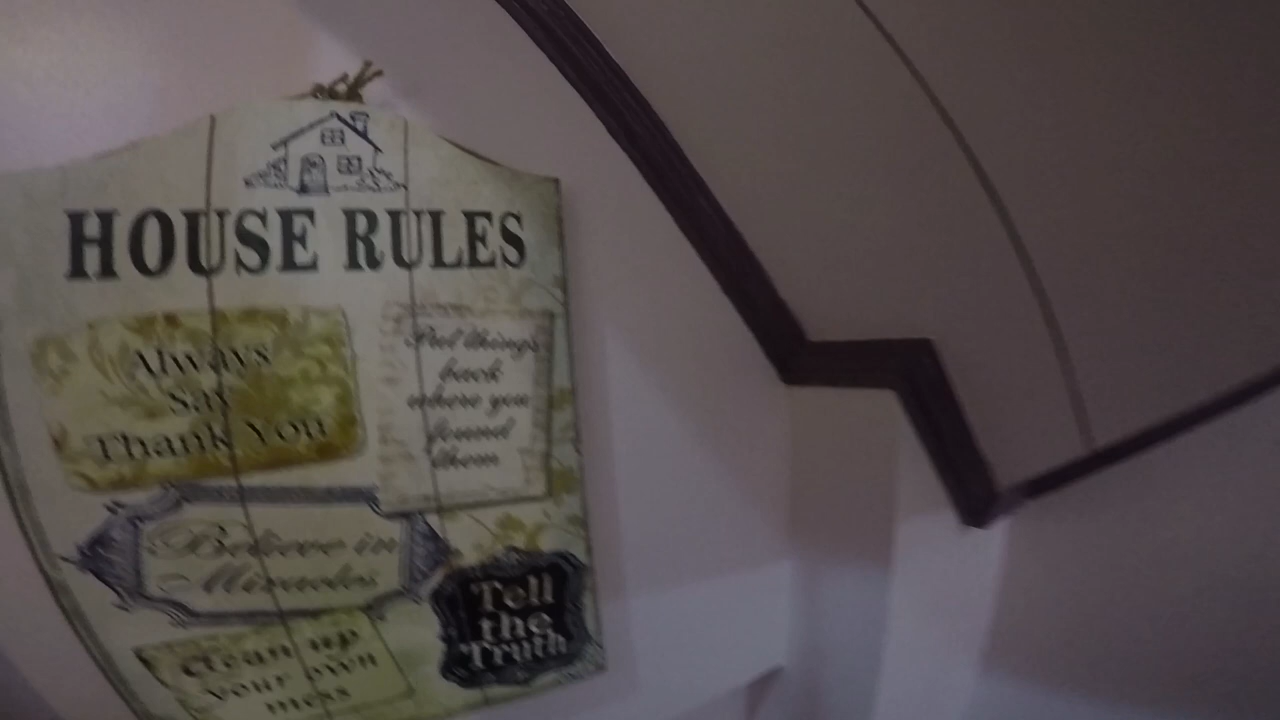 HOUSE RULES
Always
Say
Thank You
Put things
back
where you
found
them
Believe in
Miracles
Tell
the
Truth
clean up
your own
mess